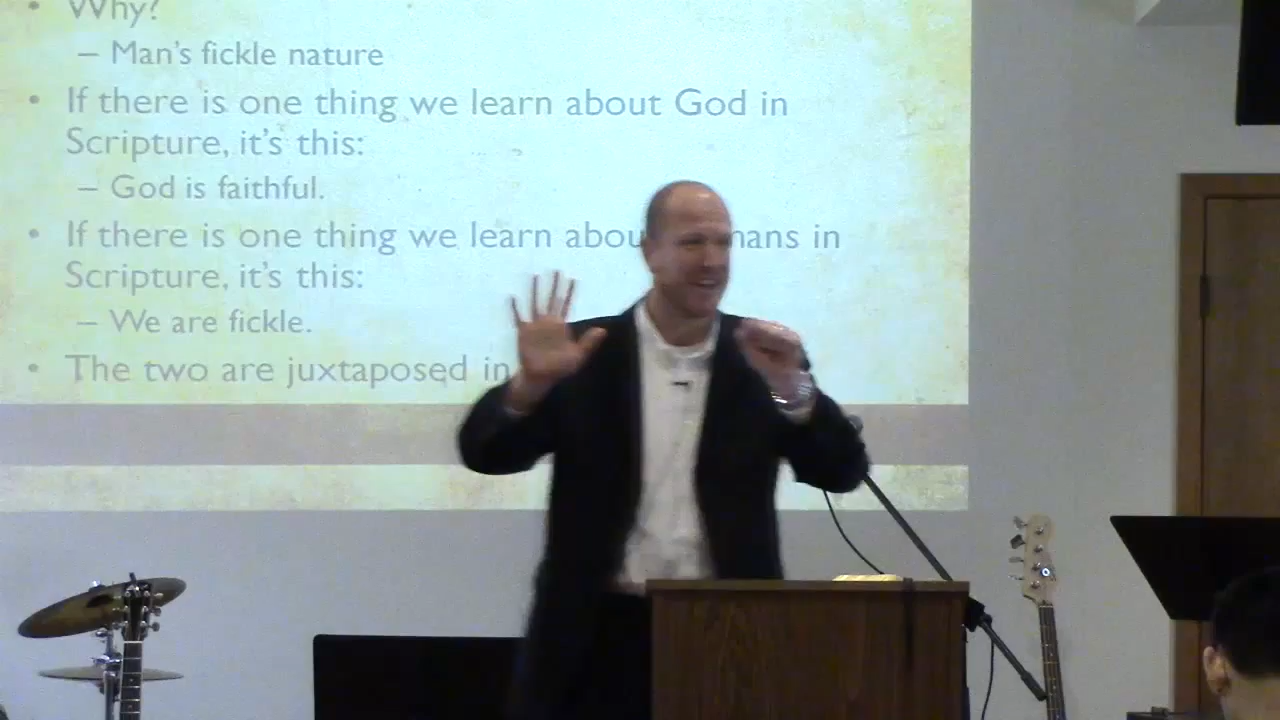 • Why?
– Man's fickle nature
• If there is one thing we learn about God in
Scripture, it's this:
– God is faithful.
• If there is one thing we learn in
Scripture, it's this:
– We are fickle.
• The two are juxtaposed in